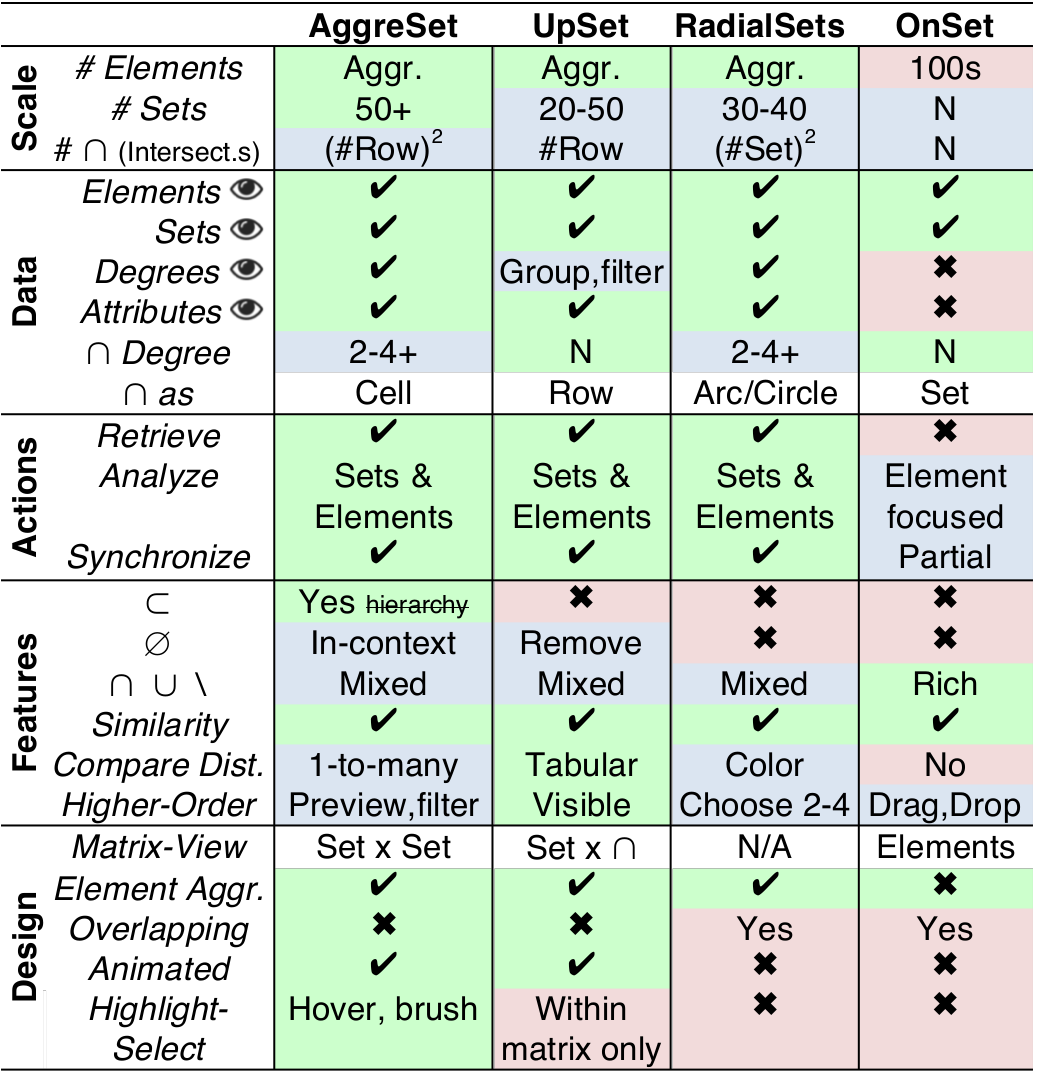 AggreSet UpSet RadialSets OnSet
Scale
# Elements Aggr. Aggr. Aggr. 100s
# Sets 50+ 20-50 30-40 N
# ∩ (Intersect.s) (#Row)² #Row (#Set)² N
Data
Elements ✔ ✔ ✔ ✔
Sets ✔ ✔ ✔ ✔
Degrees ✔ Group,filter ✔ ✖
Attributes ✔ ✔ ✔ ✖
∩ Degree 2-4+ N 2-4+ N
∩ as Cell Row Arc/Circle Set
Actions
Retrieve ✔ ✔ ✔ ✖
Analyze Sets & Sets & Sets & Element
Elements Elements Elements focused
Synchronize ✔ ✔ ✔ Partial
Features
⊂ Yes hierarchy ✖ ✖ ✖
∅ In-context Remove ✖ ✖
∩ ∪ \ Mixed Mixed Mixed Rich
Similarity ✔ ✔ ✔ ✔
Compare Dist. 1-to-many Tabular Color No
Higher-Order Preview,filter Visible Choose 2-4 Drag,Drop
Design
Matrix-View Set x Set Set x ∩ N/A Elements
Element Aggr. ✔ ✔ ✔ ✖
Overlapping ✖ ✖ Yes Yes
Animated ✔ ✔ ✖ ✖
Highlight- Hover, brush Within ✖ ✖
Select matrix only